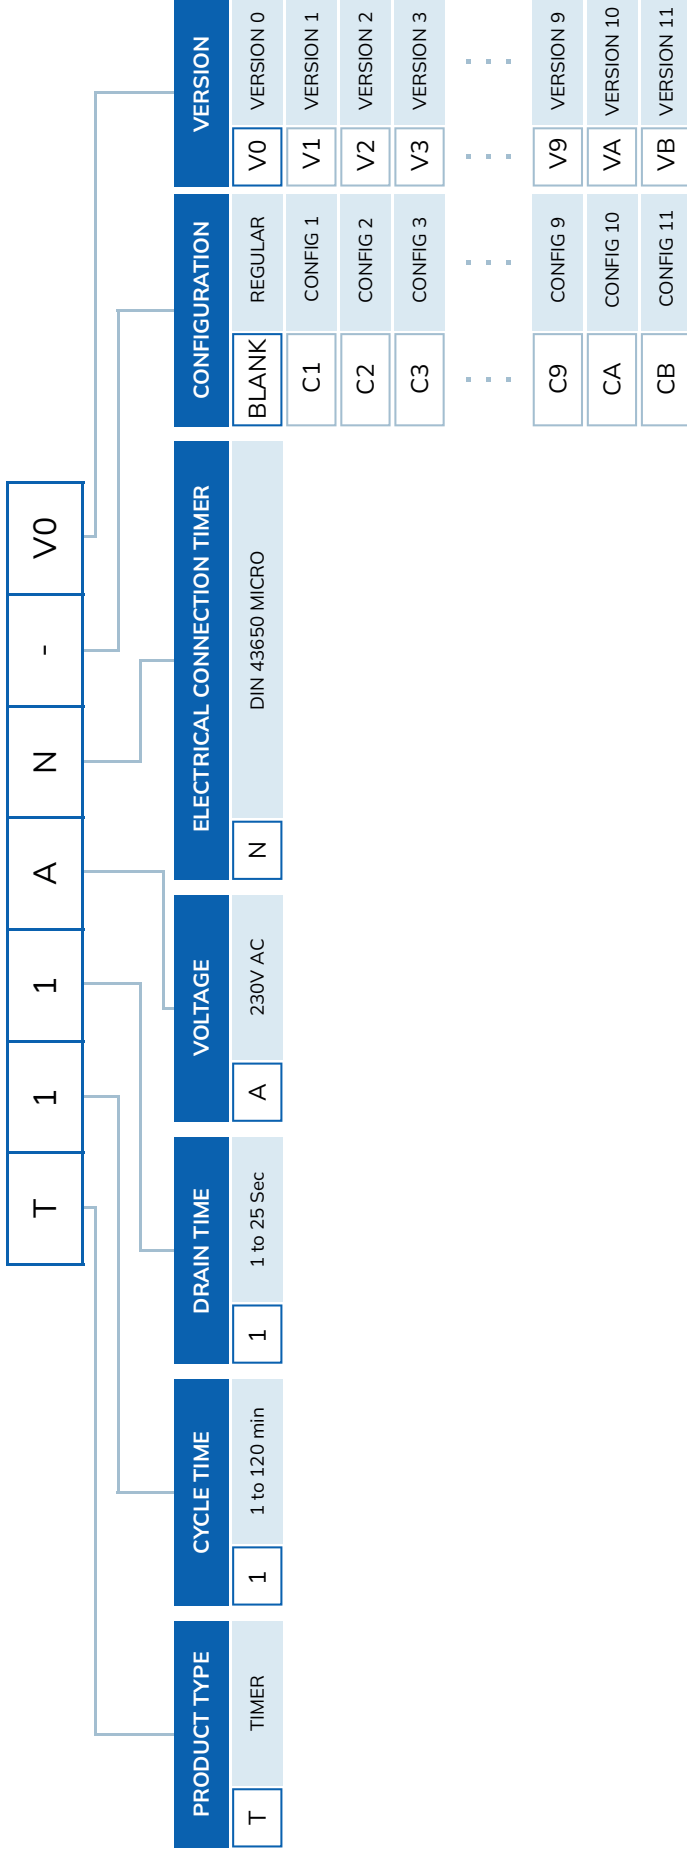 T 1 1 A N - V0
PRODUCT TYPE
T TIMER
CYCLE TIME
1 1 to 120 min
DRAIN TIME
1 1 to 25 Sec
VOLTAGE
A 230V AC
ELECTRICAL CONNECTION TIMER
N DIN 43650 MICRO
CONFIGURATION
BLANK REGULAR
C1 CONFIG 1
C2 CONFIG 2
C3 CONFIG 3
... ...
C9 CONFIG 9
CA CONFIG 10
CB CONFIG 11
VERSION
V0 VERSION 0
V1 VERSION 1
V2 VERSION 2
V3 VERSION 3
... ...
V9 VERSION 9
VA VERSION 10
VB VERSION 11